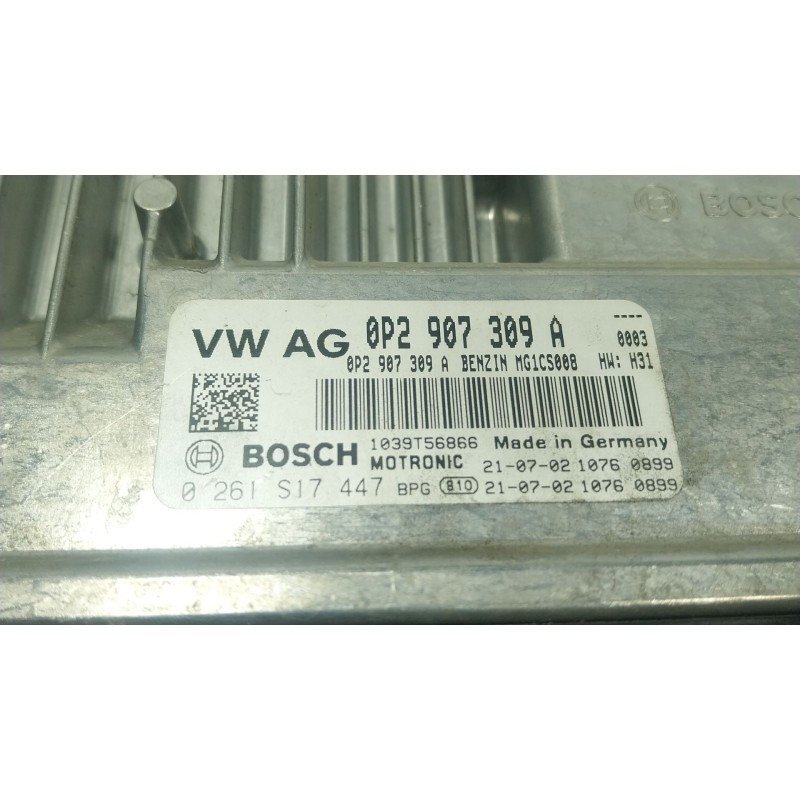 BOSCH
VW AG 0P2 907 309 A ----
0003
0P2 907 309 A BENZIN MG1CS008 HW: H31
BOSCH 1039T56866 Made in Germany
MOTRONIC 21-07-02 1076 0899
0 261 S17 447 BPG 810 21-07-02 1076 0899